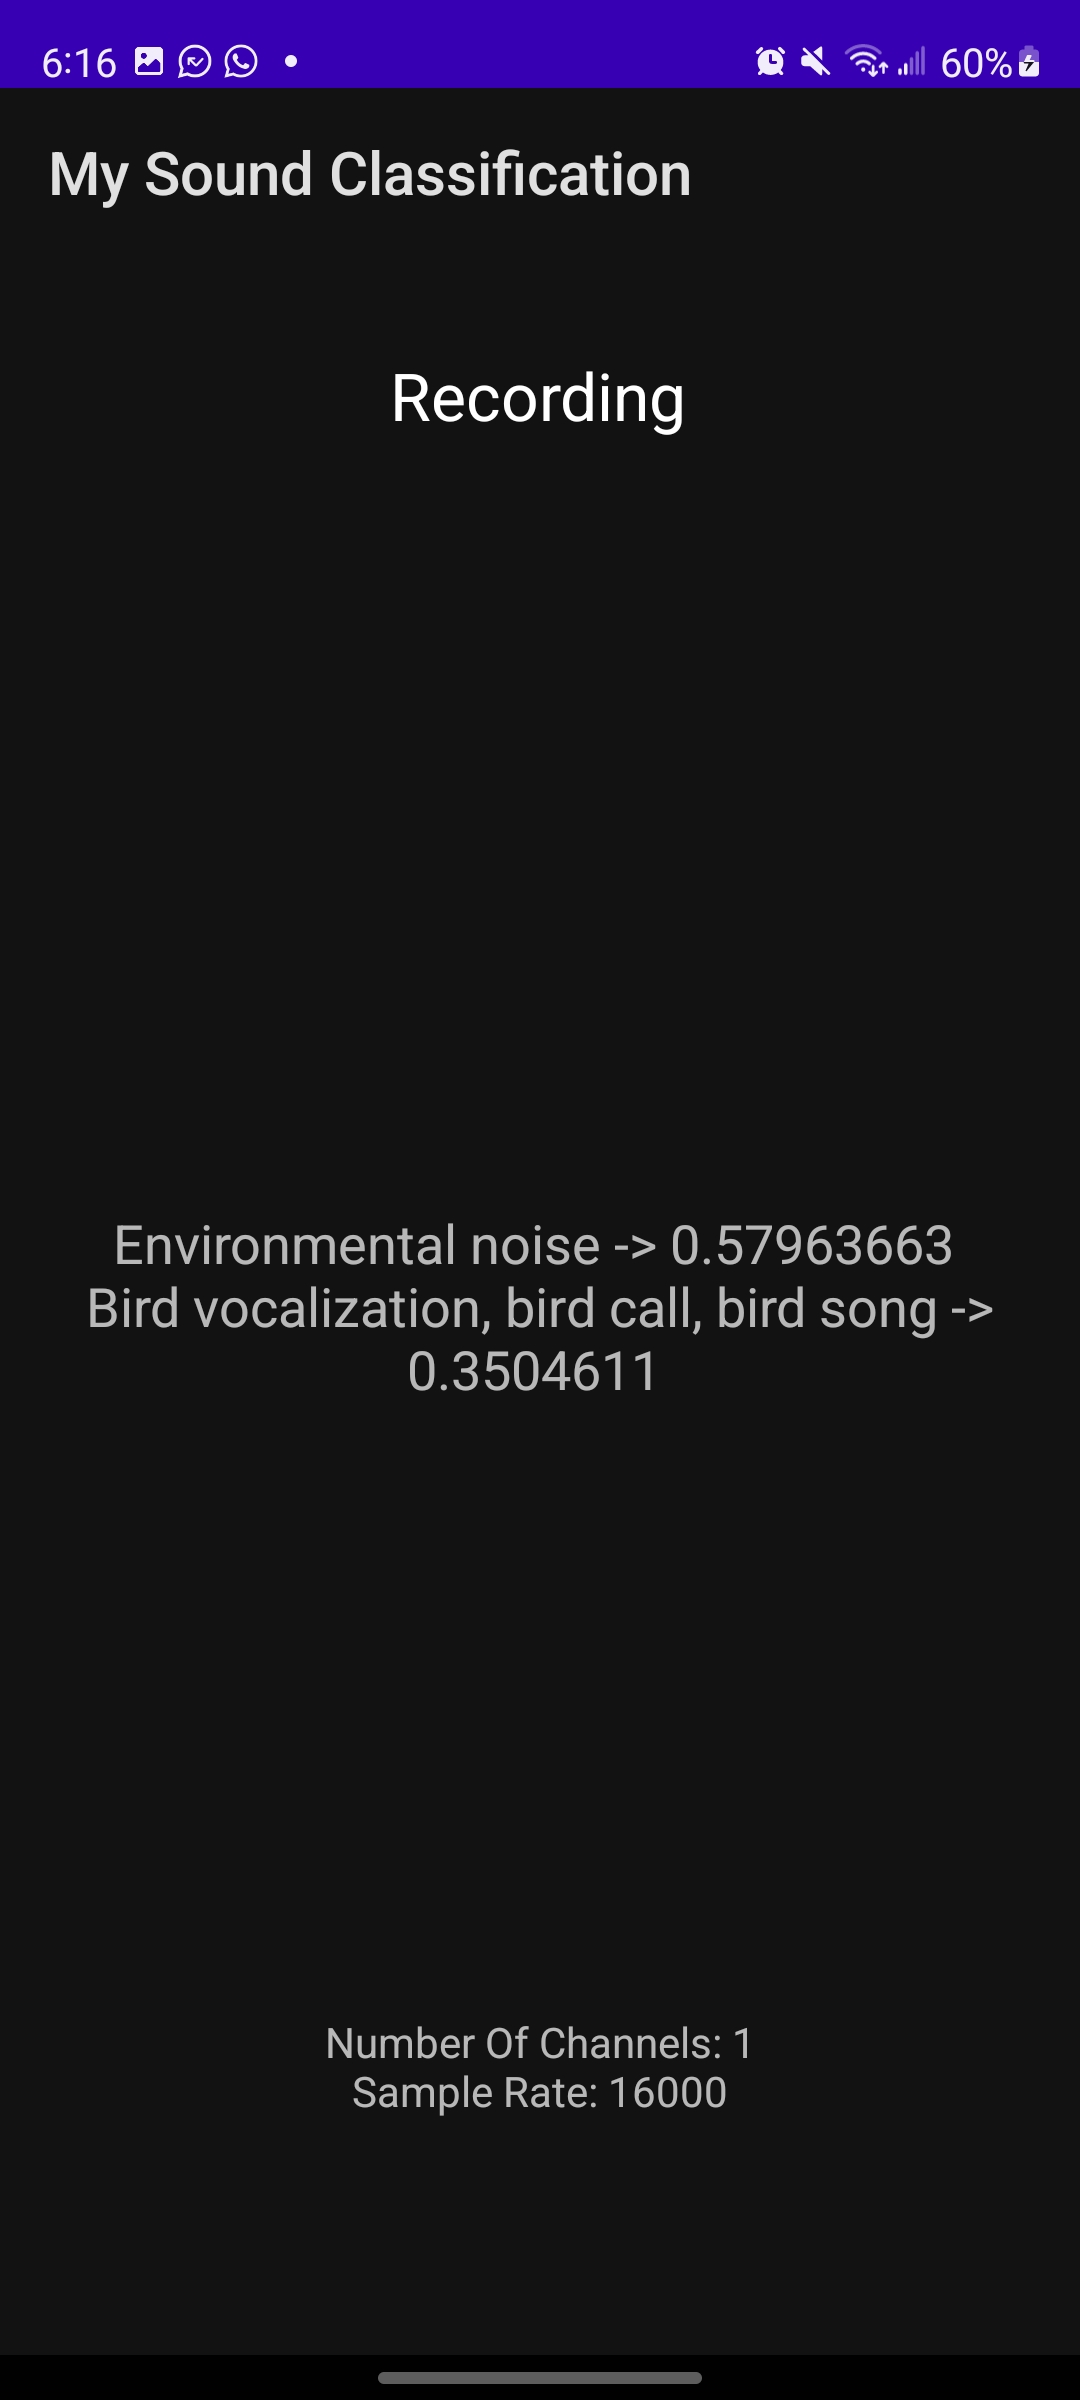 6:16 60%
My Sound Classification
Recording
Environmental noise -> 0.57963663
Bird vocalization, bird call, bird song ->
0.3504611
Number Of Channels: 1
Sample Rate: 16000